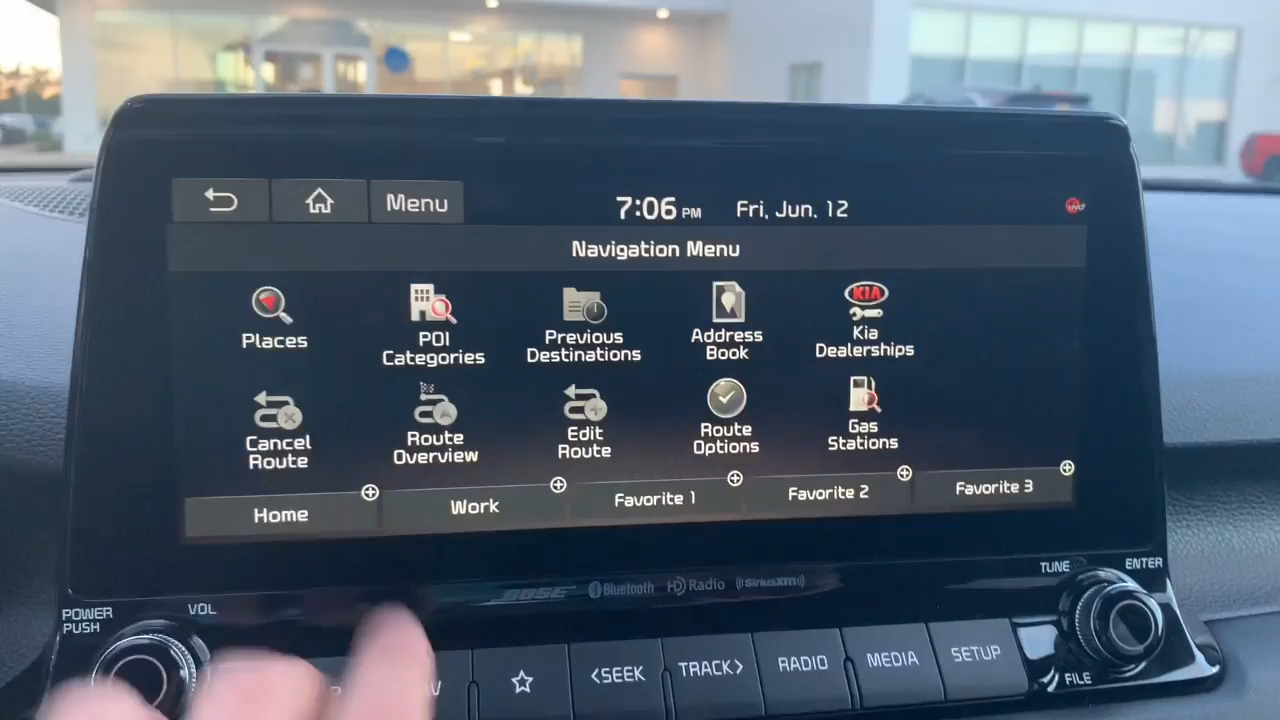 Menu
7:06 PM Fri, Jun. 12
Navigation Menu
Places
POI
Categories
Previous
Destinations
Address
Book
KIA
Kia
Dealerships
Cancel
Route
Route
Overview
Edit
Route
Route
Options
Gas
Stations
Home
Work
Favorite 1
Favorite 2
Favorite 3
BOSE Bluetooth HD Radio SiriusXM
POWER
PUSH
VOL
TUNE
ENTER
<SEEK
TRACK>
RADIO
MEDIA
SETUP
FILE